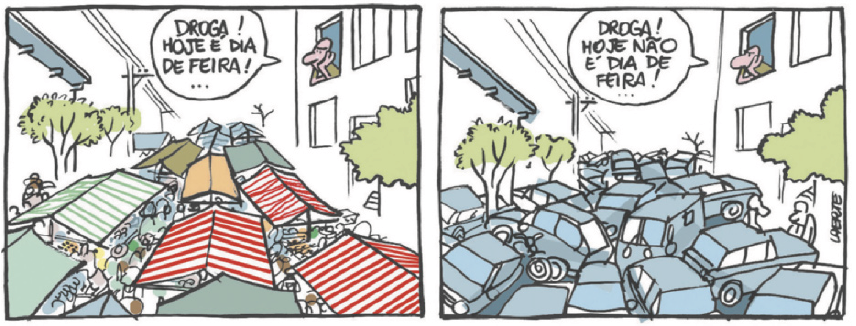 DROGA!
HOJE É DIA
DE FEIRA!
...
DROGA!
HOJE NÃO
É DIA DE
FEIRA!
LAERTE